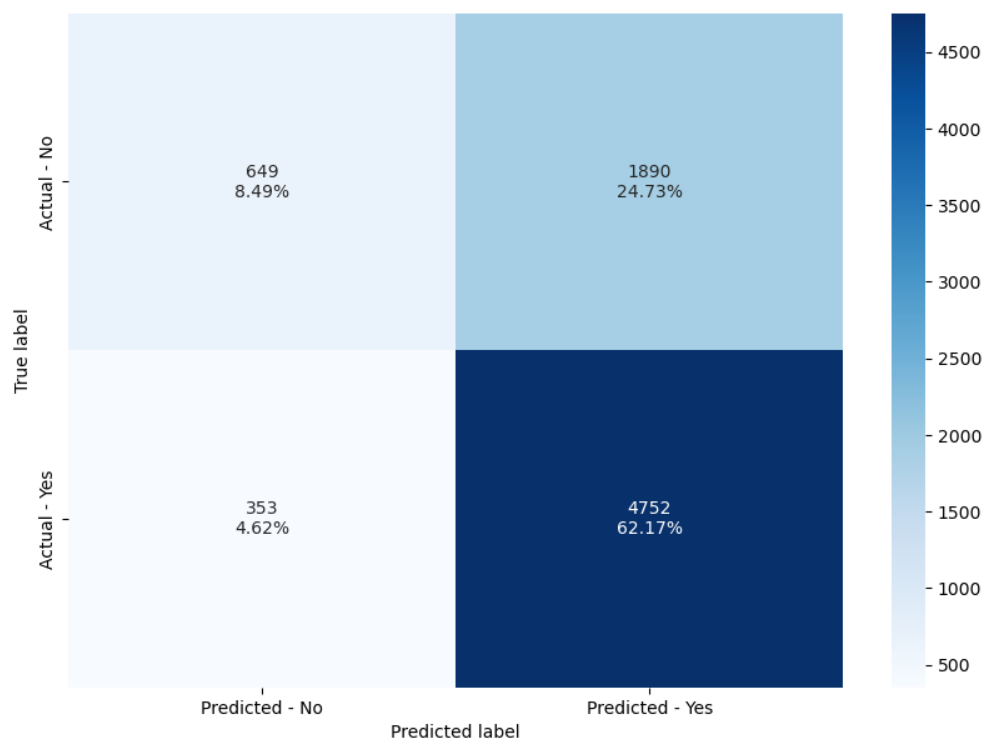 Actual - No
649
8.49%
1890
24.73%
True label
Actual - Yes
353
4.62%
4752
62.17%
Predicted - No
Predicted - Yes
Predicted label
4500
4000
3500
3000
2500
2000
1500
1000
500